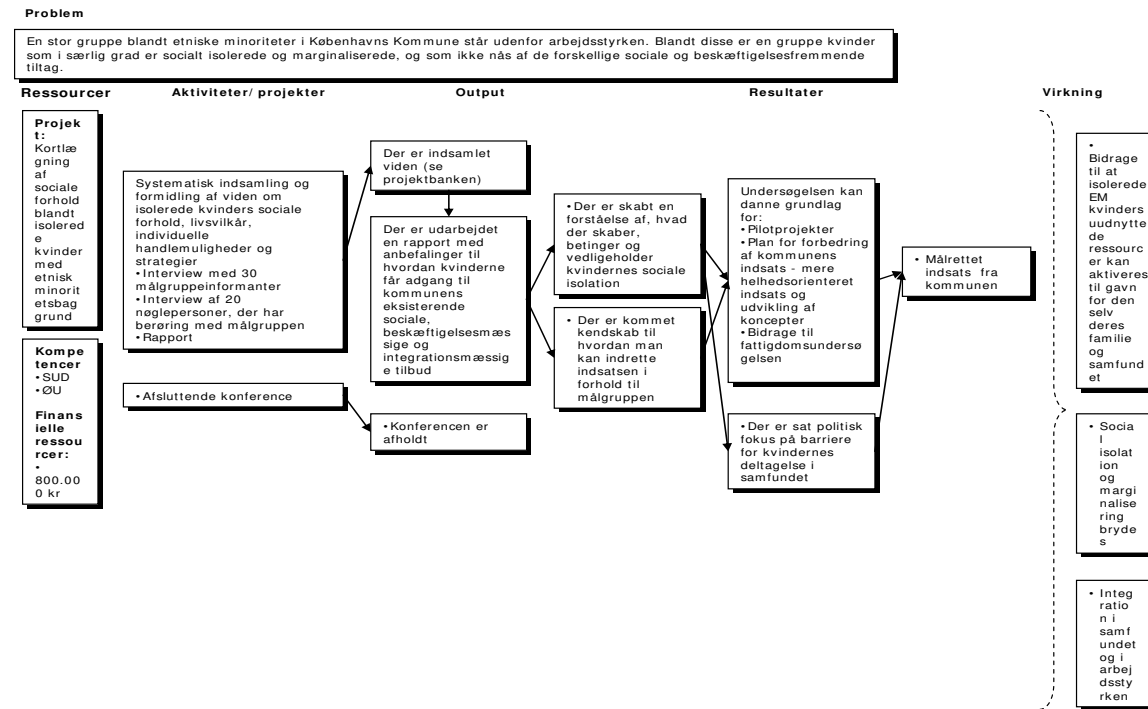 Problem
En stor gruppe blandt etniske minoriteter i Københavns Kommune står udenfor arbejdsstyrken. Blandt disse er en gruppe kvinder
som i særlig grad er socialt isolerede og marginaliserede, og som ikke nås af de forskellige sociale og beskæftigelsesfremmende
tiltag.
Ressourcer
Aktiviteter/ projekter
Output
Resultater
Virkning
Projek
t:
Kortlæ
gning
af
sociale
forhold
blandt
isolered
e
kvinder
med
etnisk
minorit
etsbag
grund
Kompe
tencer
• SUD
• ØU
Finans
ielle
ressou
rcer:
•
800.00
0 kr
Systematisk indsamling og
formidling af viden om
isolerede kvinders sociale
forhold, livsvilkår,
individuelle
handlemuligheder og
strategier
• Interview med 30
målgruppeinformanter
• Interview af 20
nøglepersoner, der har
berøring med målgruppen
• Rapport
• Afsluttende konference
Der er indsamlet
viden (se
projektbanken)
Der er udarbejdet
en rapport med
anbefalinger til
hvordan kvinderne
får adgang til
kommunens
eksisterende
sociale,
beskæftigelsesmæs
sige og
integrationsmæssig
e tilbud
• Konferencen er
afholdt
• Der er skabt en
forståelse af, hvad
der skaber,
betinger og
vedligeholder
kvindernes sociale
isolation
• Der er kommet
kendskab til
hvordan man
kan indrette
indsatsen i
forhold til
målgruppen
Undersøgelsen kan
danne grundlag
for:
• Pilotprojekter
• Plan for forbedring
af kommunens
indsats - mere
helhedsorienteret
indsats og
udvikling af
koncepter
• Bidrage til
fattigdomsundersø
gelsen
• Der er sat politisk
fokus på barriere
for kvindernes
deltagelse i
samfundet
• Målrettet
indsats fra
kommunen
•
Bidrage
til at
isolerede
EM
kvinders
uudnytte
de
ressourc
er kan
aktiveres
til gavn
for den
selv
deres
familie
og
samfund
et
• Socia
l
isolat
ion
og
margi
nalise
ring
bryde
s
• Integ
ratio
n i
samf
undet
og i
arbej
dssty
rken